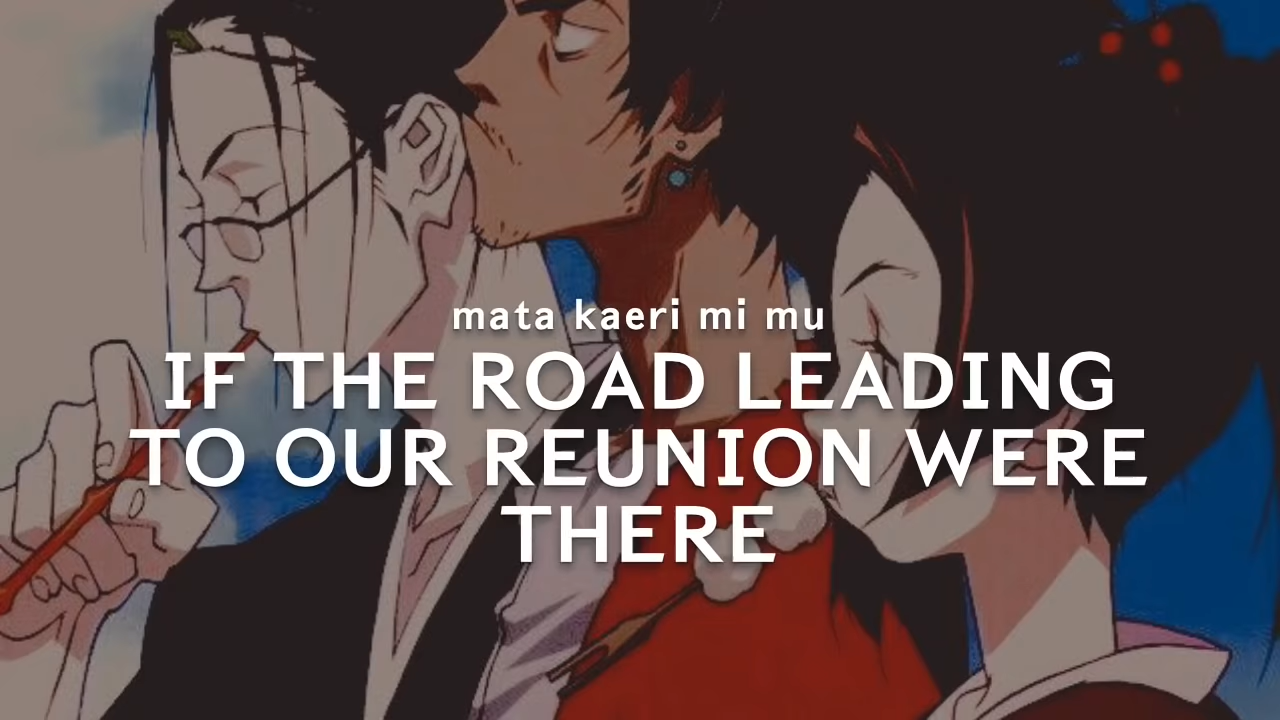 mata kaeri mi mu
IF THE ROAD LEADING
TO OUR REUNION WERE
THERE